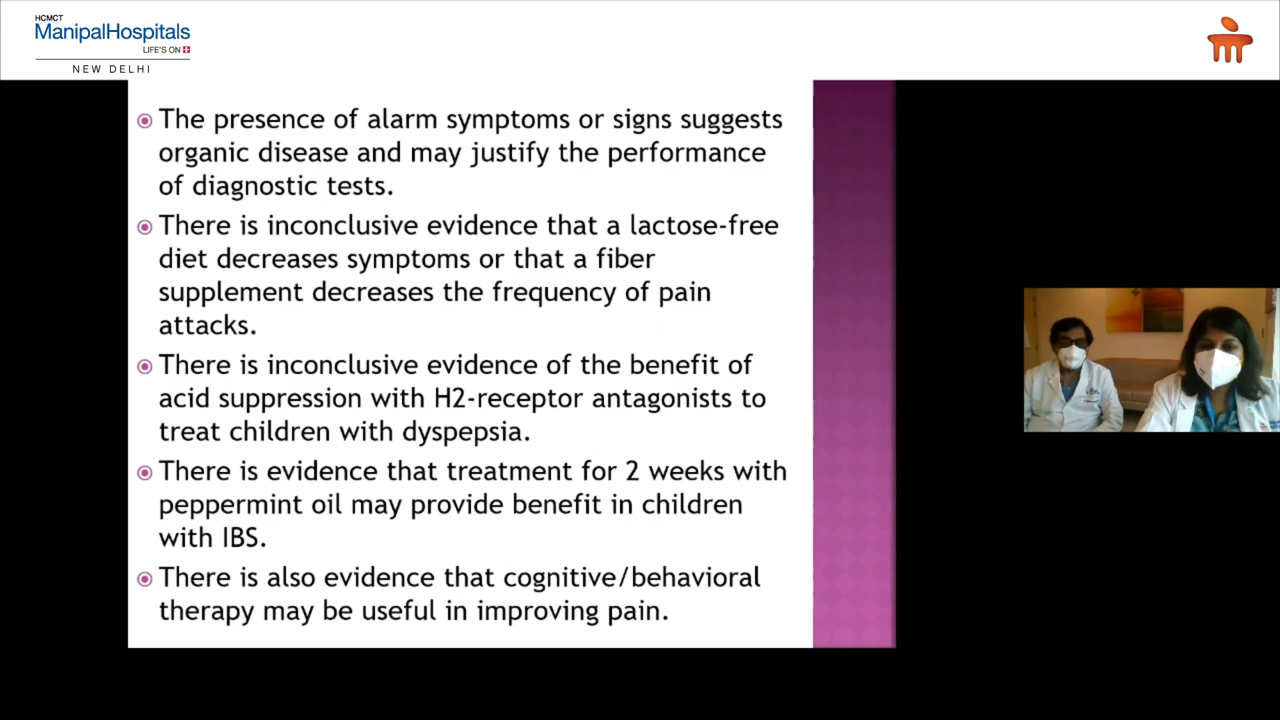 HCMCT
ManipalHospitals
LIFE'S ON
NEW DELHI
The presence of alarm symptoms or signs suggests
organic disease and may justify the performance
of diagnostic tests.
There is inconclusive evidence that a lactose-free
diet decreases symptoms or that a fiber
supplement decreases the frequency of pain
attacks.
There is inconclusive evidence of the benefit of
acid suppression with H2-receptor antagonists to
treat children with dyspepsia.
There is evidence that treatment for 2 weeks with
peppermint oil may provide benefit in children
with IBS.
There is also evidence that cognitive/behavioral
therapy may be useful in improving pain.